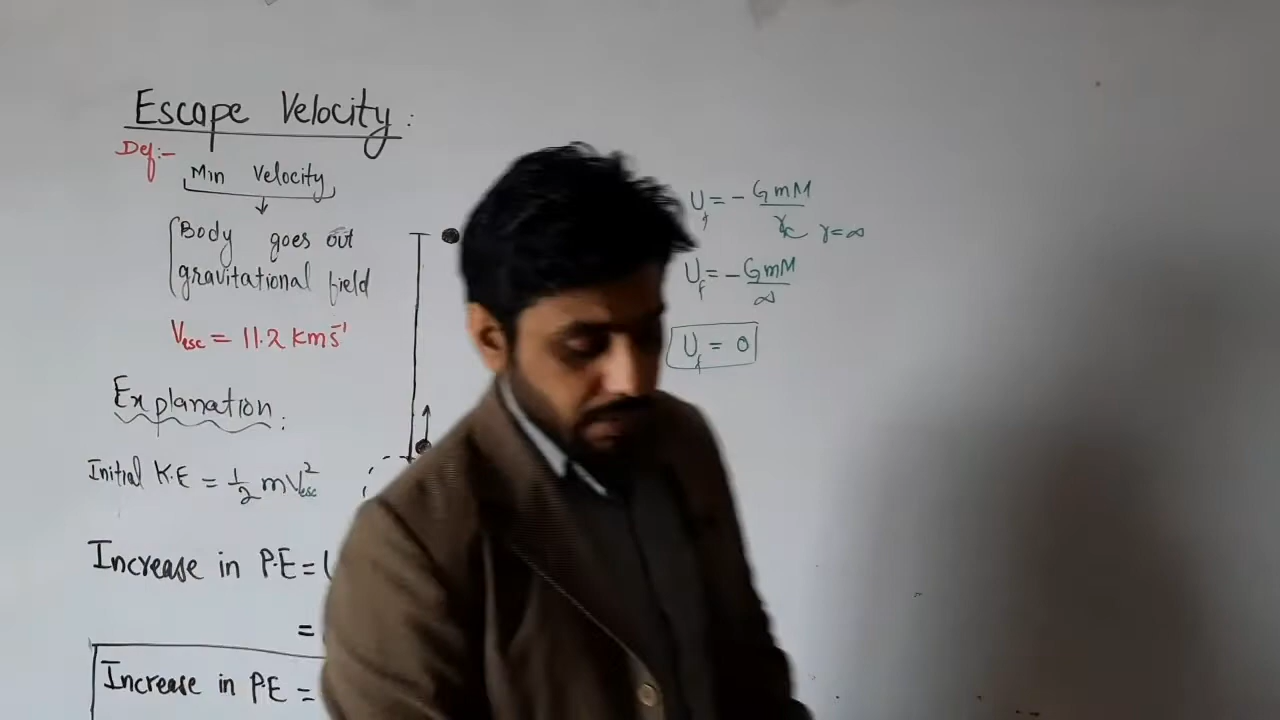 Escape Velocity:
Def:-
Min Velocity
↓
Body goes out
gravitational field
Vesc = 11.2 kms⁻¹
Explanation:
Initial K.E = 1/2 mV²esc
Increase in P.E =
=
Increase in P.E =
Uf = - GmM/r r=∞
Uf = - GmM/∞
Uf = 0